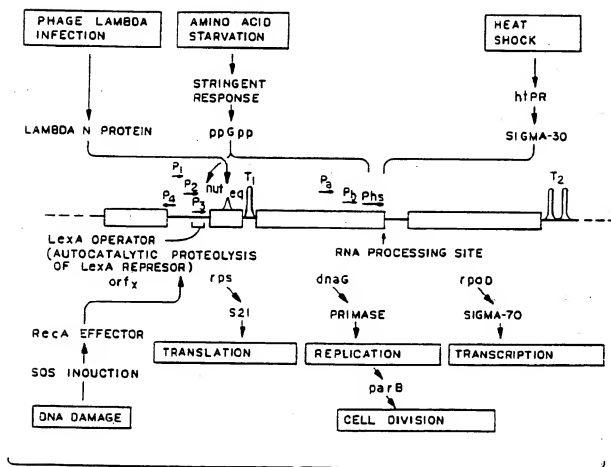 PHAGE LAMBDA
INFECTION
AMINO ACID
STARVATION
HEAT
SHOCK
STRINGENT
RESPONSE
htPR
LAMBDA N PROTEIN
ppGpp
SIGMA-30
P1
P2
P3
P4
nut
eq
T1
Pa
Pb
Phs
T2
LexA OPERATOR
(AUTOCATALYTIC PROTEOLYSIS
OF LexA REPRESOR)
orfx
RNA PROCESSING SITE
rps
dnaG
rpoD
S21
PRIMASE
SIGMA-70
RecA EFFECTOR
TRANSLATION
REPLICATION
TRANSCRIPTION
SOS INDUCTION
parB
DNA DAMAGE
CELL DIVISION